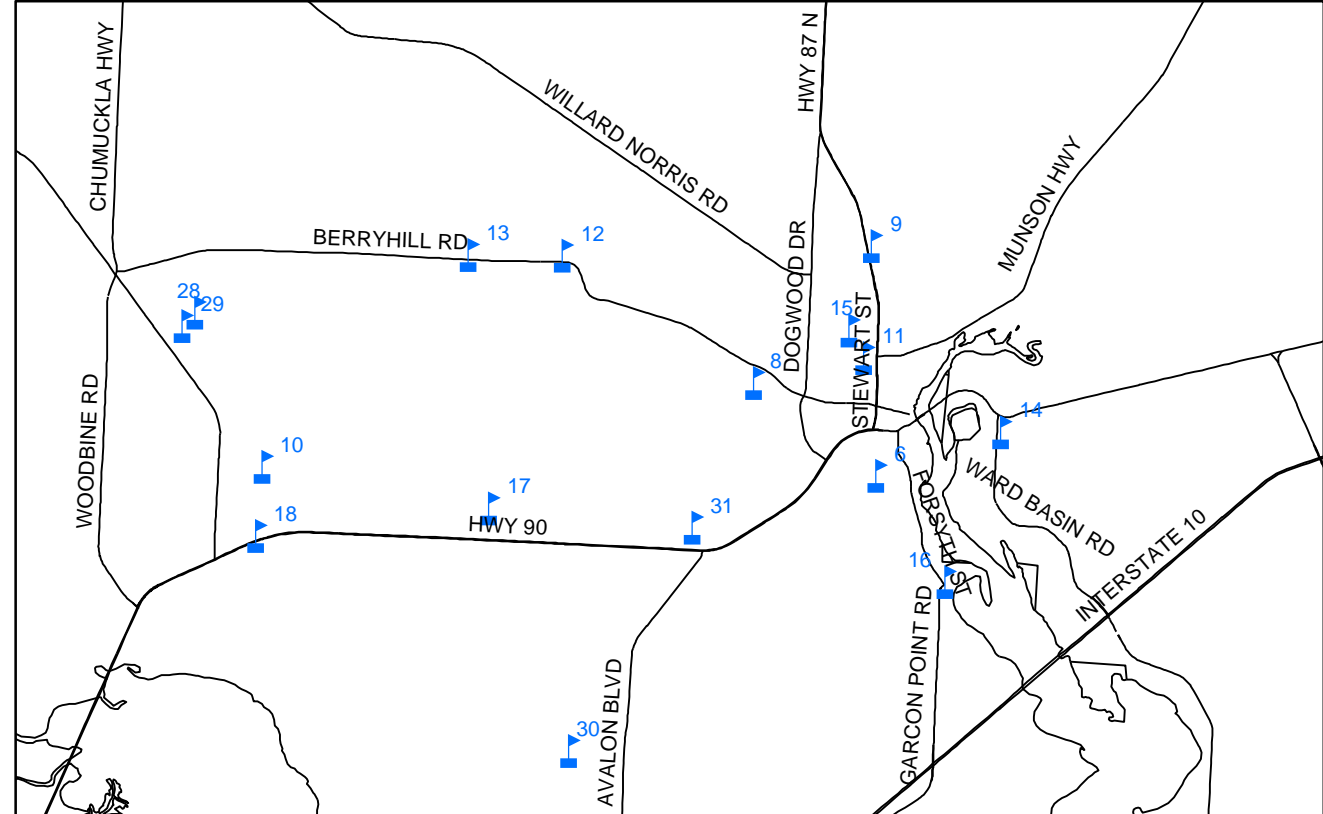 CHUMUCKLA HWY
HWY 87 N
WILLARD NORRIS RD
MUNSON HWY
BERRYHILL RD
13
12
9
DOGWOOD DR
28
29
15
STEWART ST
11
8
WOODBINE RD
14
10
6
WARD BASIN RD
17
31
18
HWY 90
FORSYTH ST
INTERSTATE 10
16
GARCON POINT RD
AVALON BLVD
30